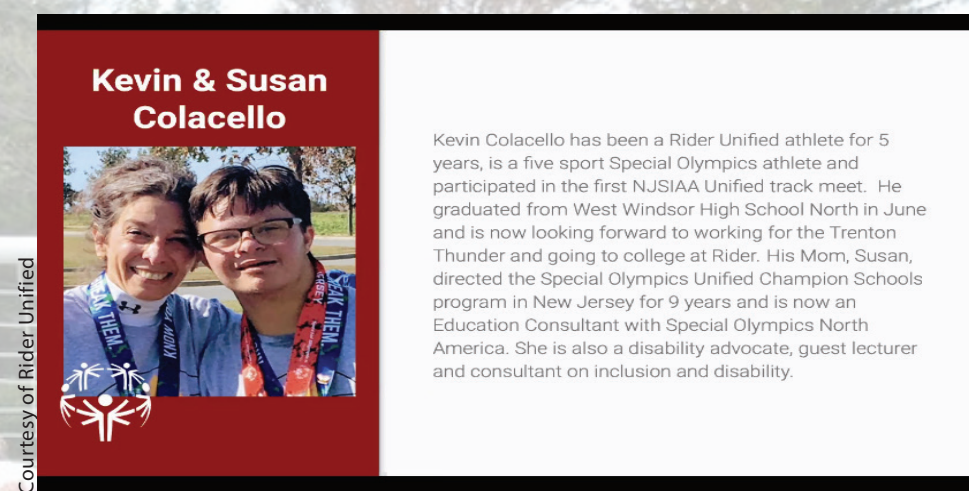 Kevin & Susan
Colacello
Kevin Colacello has been a Rider Unified athlete for 5
years, is a five sport Special Olympics athlete and
participated in the first NJSIAA Unified track meet. He
graduated from West Windsor High School North in June
and is now looking forward to working for the Trenton
Thunder and going to college at Rider. His Mom, Susan,
directed the Special Olympics Unified Champion Schools
program in New Jersey for 9 years and is now an
Education Consultant with Special Olympics North
America. She is also a disability advocate, guest lecturer
and consultant on inclusion and disability.
Courtesy of Rider Unified
THEM
MONK
EAK THEM